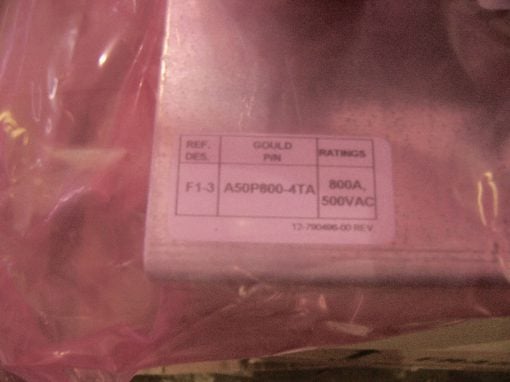 REF. DES. GOULD P/N RATINGS
F1-3 A50P800-4TA 800A, 500VAC
12-790496-00 REV